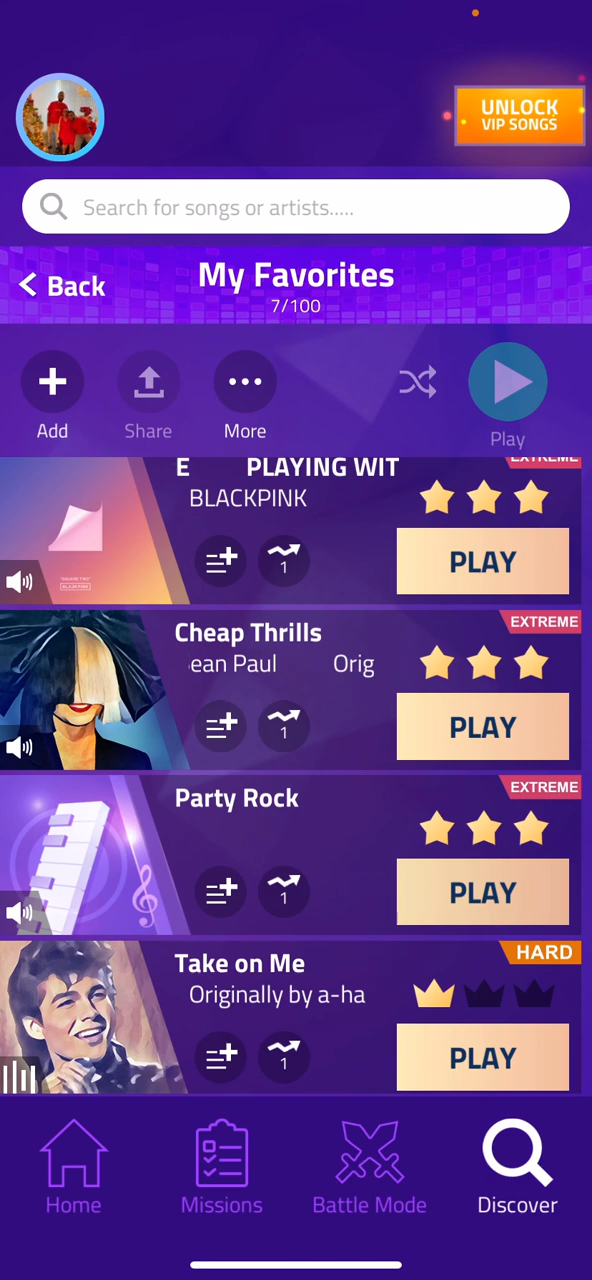 UNLOCK
VIP SONGS
Search for songs or artists.....
Back
My Favorites
7/100
Add
Share
More
Play
E PLAYING WIT
EXTREME
BLACKPINK
1
PLAY
Cheap Thrills
EXTREME
ean Paul Orig
1
PLAY
Party Rock
EXTREME
1
PLAY
Take on Me
HARD
Originally by a-ha
1
PLAY
Home
Missions
Battle Mode
Discover